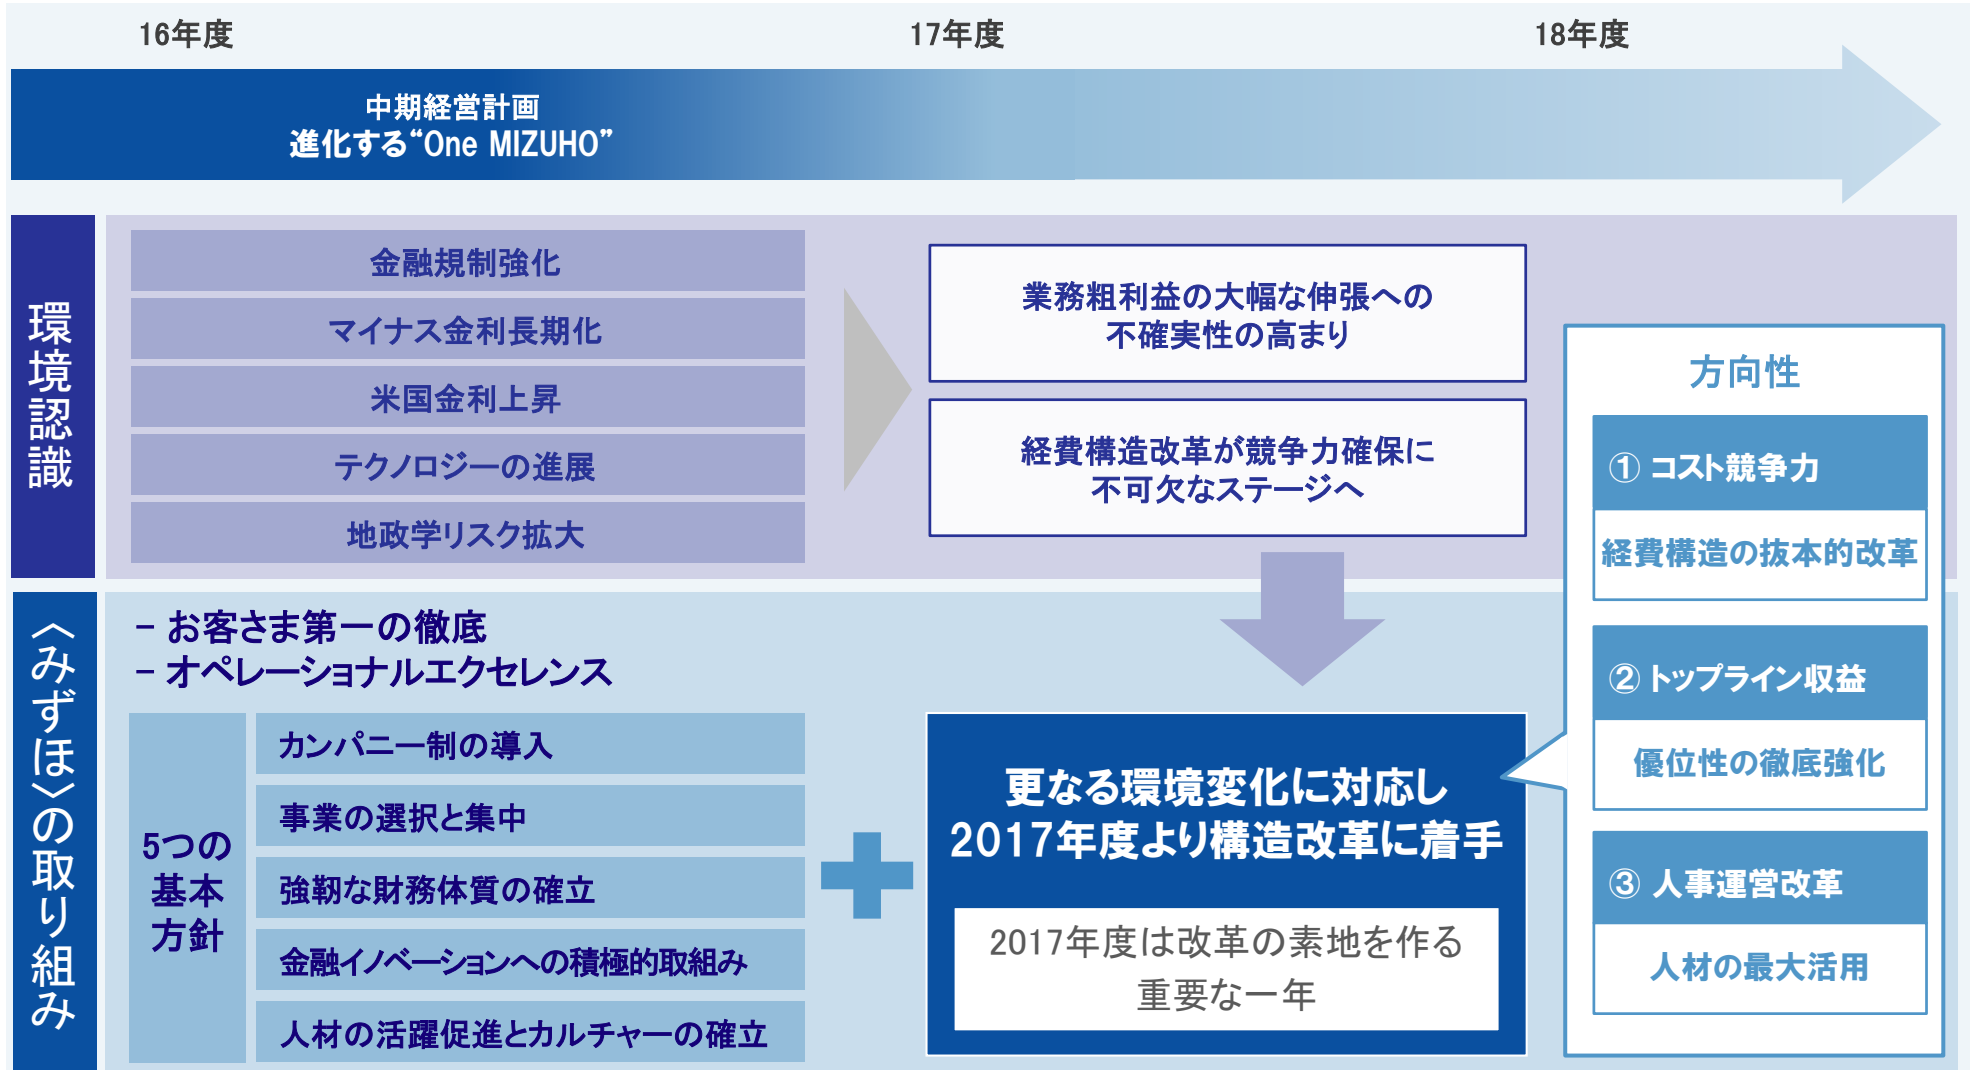 16年度
17年度
18年度
中期経営計画
進化する“One MIZUHO”
環境認識
金融規制強化
マイナス金利長期化
米国金利上昇
テクノロジーの進展
地政学リスク拡大
業務粗利益の大幅な伸張への
不確実性の高まり
経費構造改革が競争力確保に
不可欠なステージへ
〈みずほ〉の取り組み
－ お客さま第一の徹底
－ オペレーショナルエクセレンス
5つの
基本
方針
カンパニー制の導入
事業の選択と集中
強靭な財務体質の確立
金融イノベーションへの積極的取組み
人材の活躍促進とカルチャーの確立
更なる環境変化に対応し
2017年度より構造改革に着手
2017年度は改革の素地を作る
重要な一年
方向性
① コスト競争力
経費構造の抜本的改革
② トップライン収益
優位性の徹底強化
③ 人事運営改革
人材の最大活用